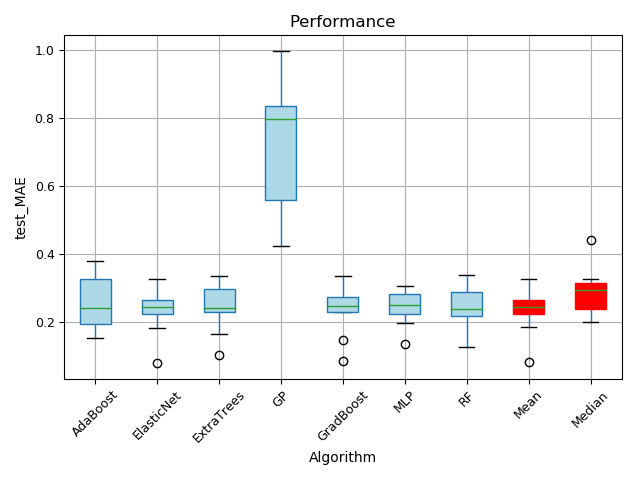 Performance
test_MAE
1.0
0.8
0.6
0.4
0.2
AdaBoost
ElasticNet
ExtraTrees
GP
GradBoost
MLP
RF
Mean
Median
Algorithm